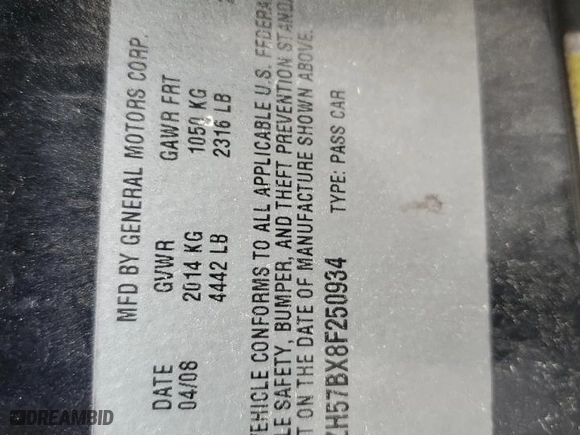 MFD BY GENERAL MOTORS CORP.
DATE GVWR GAWR FRT
04/08 2014 KG 1050 KG
4442 LB 2316 LB
VEHICLE CONFORMS TO ALL APPLICABLE U.S. FEDERA
LE SAFETY, BUMPER, AND THEFT PREVENTION STANDA
T ON THE DATE OF MANUFACTURE SHOWN ABOVE.
ZH57BX8F250934 TYPE: PASS CAR
DREAMBID